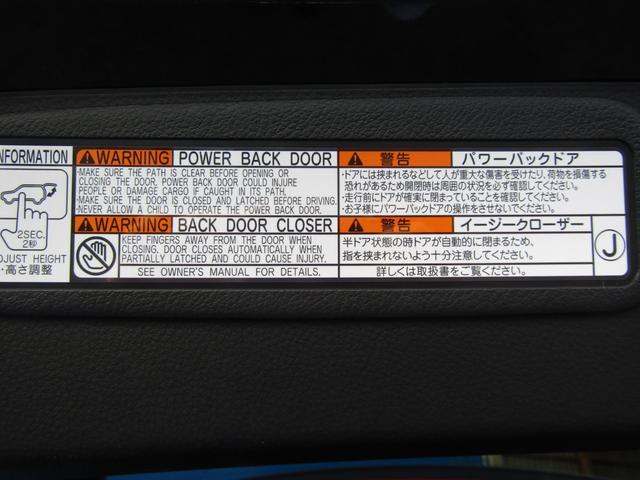 INFORMATION
2SEC.
2秒
ADJUST HEIGHT
・高さ調整
WARNING POWER BACK DOOR
・MAKE SURE THE PATH IS CLEAR BEFORE OPENING OR
CLOSING THE DOOR. POWER BACK DOOR COULD INJURE
PEOPLE OR DAMAGE CARGO IF CAUGHT IN ITS PATH.
・MAKE SURE THE DOOR IS CLOSED AND LATCHED BEFORE DRIVING.
・NEVER ALLOW A CHILD TO OPERATE THE POWER BACK DOOR.
WARNING BACK DOOR CLOSER
KEEP FINGERS AWAY FROM THE DOOR WHEN
CLOSING. DOOR CLOSES AUTOMATICALLY WHEN
PARTIALLY LATCHED AND COULD CAUSE INJURY.
SEE OWNER'S MANUAL FOR DETAILS.
警告 パワーバックドア
・ドアには挟まれるなどして人が重大な傷害を受けたり、荷物を損傷する
恐れがあるため開閉時は周囲の状況を必ず確認してください。
・走行前にドアが確実に閉まっていることを確認してください。
・お子様にパワーバックドアの操作をさせないでください。
警告 イージークローザー
半ドア状態の時ドアが自動的に閉まるため、
指を挟まれないよう十分注意してください。
詳しくは取扱書をご覧ください。
J